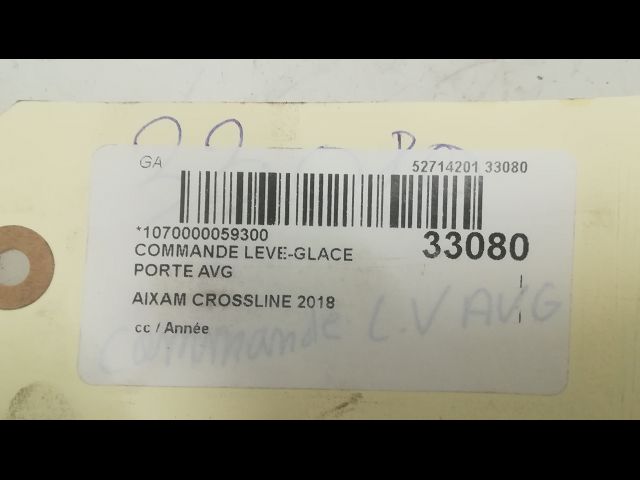 GA 52714201 33080
*1070000059300 33080
COMMANDE LEVE-GLACE
PORTE AVG
AIXAM CROSSLINE 2018
cc / Année
Commande L.V AVG